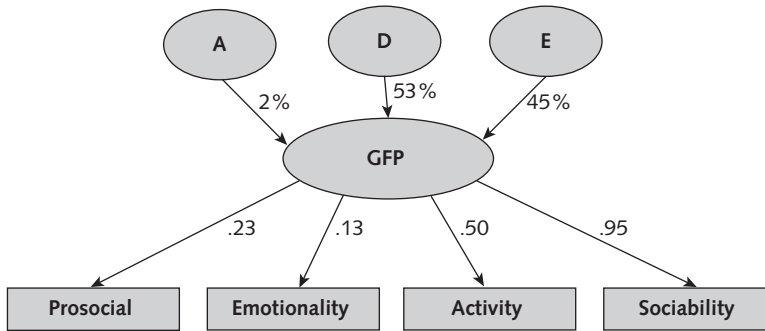 A
D
E
2%
53%
45%
GFP
.23
.13
.50
.95
Prosocial
Emotionality
Activity
Sociability